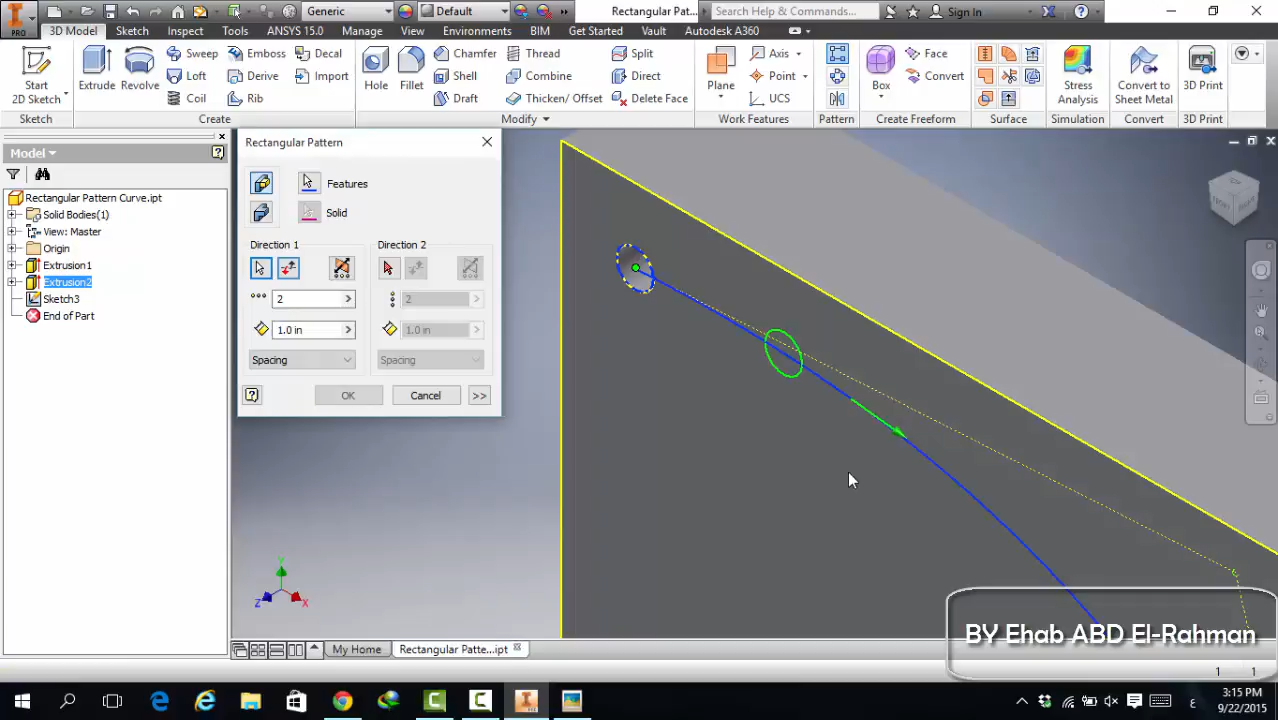 PRO
Generic
Default
Rectangular Pat...
Search Help & Commands...
Sign In
3D Model Sketch Inspect Tools ANSYS 15.0 Manage View Environments BIM Get Started Vault Autodesk A360
Start
2D Sketch
Extrude
Revolve
Sweep Emboss Decal
Loft Derive Import
Coil Rib
Hole
Fillet
Chamfer Thread Split
Shell Combine Direct
Draft Thicken/ Offset Delete Face
Plane
Axis
Point
UCS
Box
Face
Convert
Stress
Analysis
Convert to
Sheet Metal
3D Print
Sketch Create Modify Work Features Pattern Create Freeform Surface Simulation Convert 3D Print
Model
Rectangular Pattern Curve.ipt
Solid Bodies(1)
View: Master
Origin
Extrusion1
Extrusion2
Sketch3
End of Part
Rectangular Pattern
Features
Solid
Direction 1 Direction 2
2 2
1.0 in 1.0 in
Spacing Spacing
OK Cancel >>
Y
Z X
BY Ehab ABD El-Rahman
My Home Rectangular Patte...ipt
1 1
3:15 PM
9/22/2015
ع